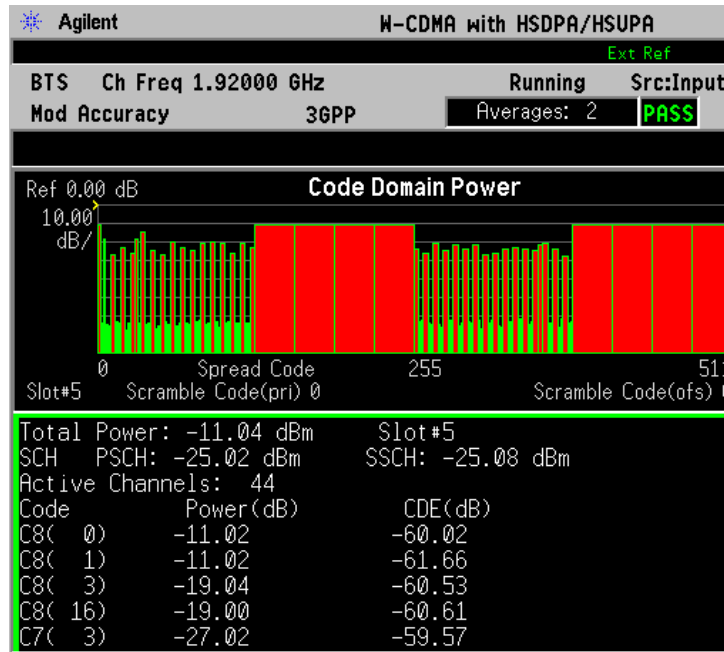 Agilent W-CDMA with HSDPA/HSUPA
Ext Ref
BTS Ch Freq 1.92000 GHz Running Src:Input
Mod Accuracy 3GPP Averages: 2 PASS
Ref 0.00 dB Code Domain Power
10.00
dB/
0 Spread Code 255 51
Slot#5 Scramble Code(pri) 0 Scramble Code(ofs)
Total Power: -11.04 dBm Slot#5
SCH PSCH: -25.02 dBm SSCH: -25.08 dBm
Active Channels: 44
Code Power(dB) CDE(dB)
C8( 0) -11.02 -60.02
C8( 1) -11.02 -61.66
C8( 3) -19.04 -60.53
C8( 16) -19.00 -60.61
C7( 3) -27.02 -59.57